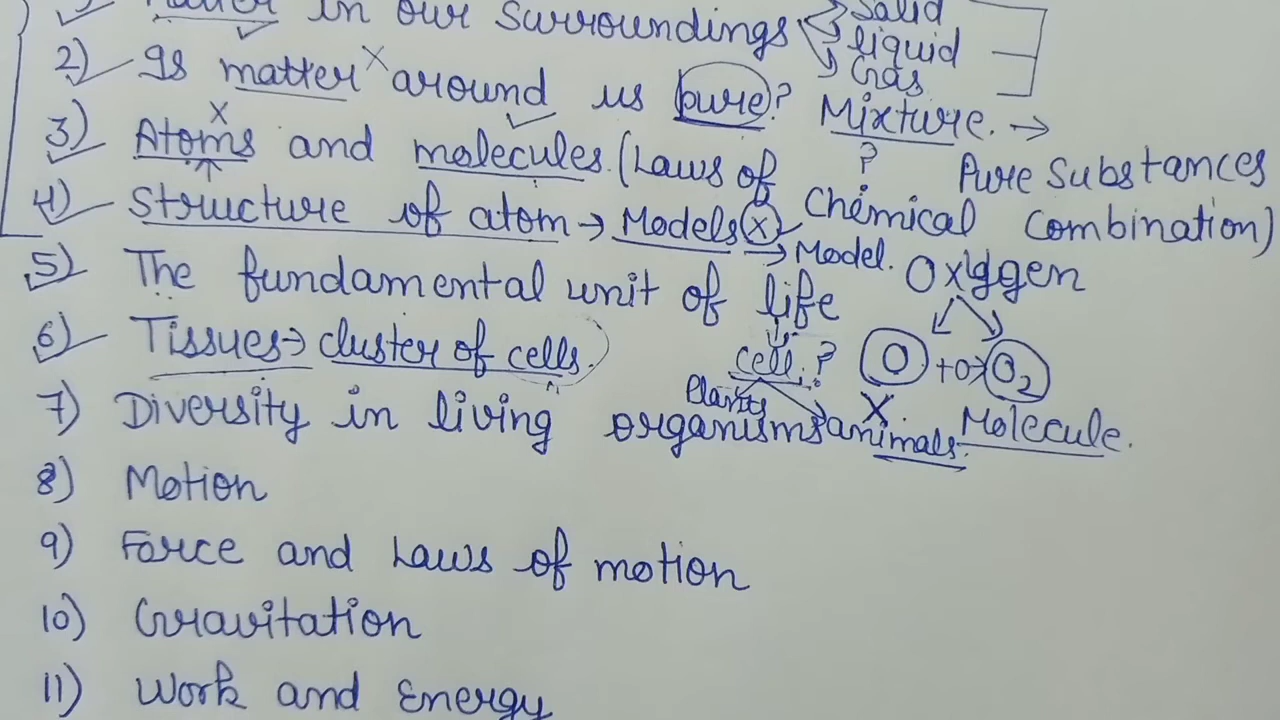 Matter in our surroundings Solid
liquid
Gas
2) Is matter x around us pure? Mixture. →
x ? Pure Substances
3) Atoms and molecules. (Laws of
Chemical Combination)
4) Structure of atom → Models x → Model.
5) The fundamental unit of life Oxyggen
6) Tissues → cluster of cells. cell. ? O + O → O2
Plants
7) Diversity in living organisms animals. X. Molecule.
8) Motion
9) Force and Laws of motion
10) Gravitation
11) Work and Energy